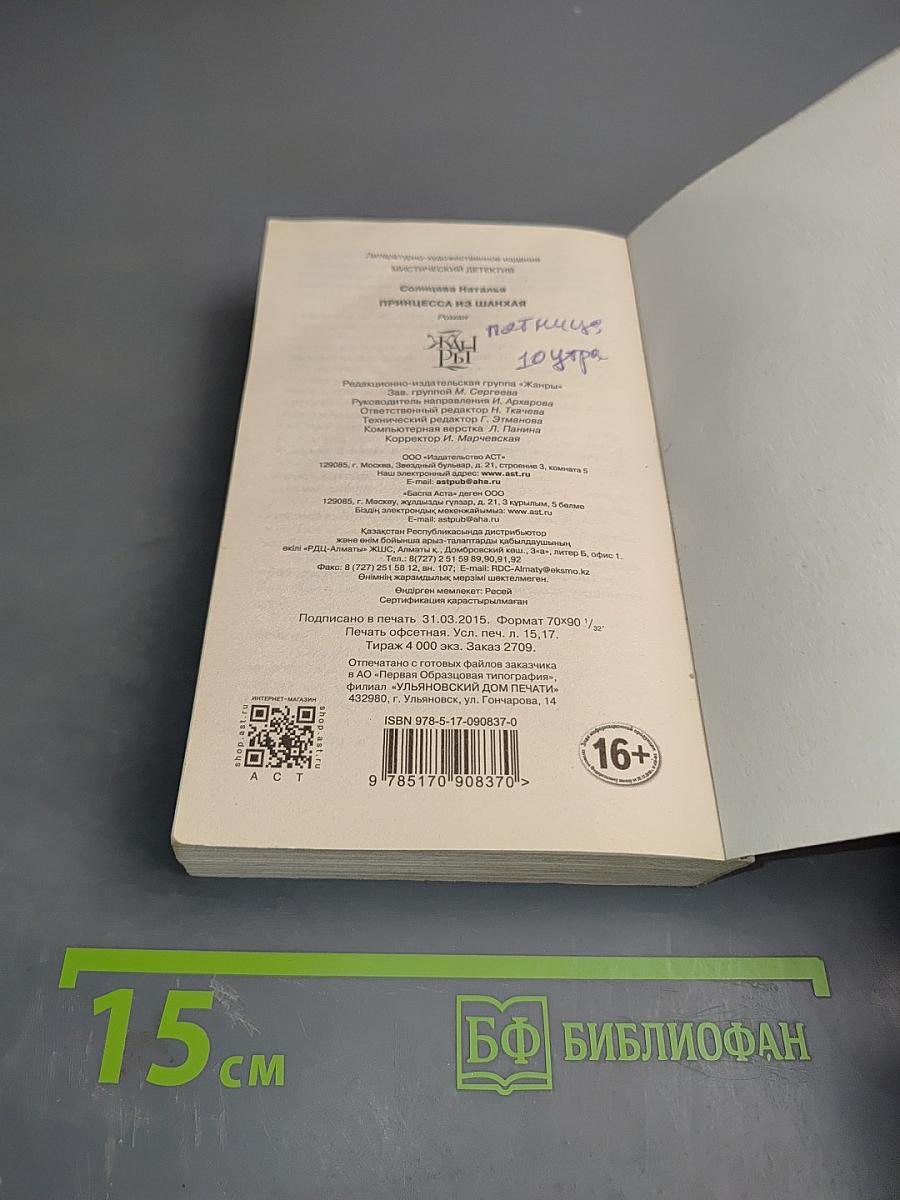 Литературно-художественное издание
МИСТИЧЕСКИЙ ДЕТЕКТИВ
Солнцева Наталья
ПРИНЦЕССА ИЗ ШАНХАЯ
Роман
пятница,
10 утра
ЖАН
РЫ
Редакционно-издательская группа «Жанры»
Зав. группой М. Сергеева
Руководитель направления И. Архарова
Ответственный редактор Н. Ткачева
Технический редактор Г. Этманова
Компьютерная верстка Л. Панина
Корректор И. Марчевская
ООО «Издательство АСТ»
129085, г. Москва, Звездный бульвар, д. 21, строение 3, комната 5
Наш электронный адрес: www.ast.ru
E-mail: astpub@aha.ru
«Баспа Аста» деген ООО
129085, г. Мәскеу, жұлдызды гүлзар, д. 21, 3 құрылым, 5 бөлме
Біздің электрондық мекенжайымыз: www.ast.ru
E-mail: astpub@aha.ru
Қазақстан Республикасында дистрибьютор
және өнім бойынша арыз-талаптарды қабылдаушының
өкілі «РДЦ-Алматы» ЖШС, Алматы қ., Домбровский көш., 3«а», литер Б, офис 1.
Тел.: 8(727) 2 51 59 89,90,91,92
Факс: 8 (727) 251 58 12, вн. 107; E-mail: RDC-Almaty@eksmo.kz
Өнімнің жарамдылық мерзімі шектелмеген.
Өндірген мемлекет: Ресей
Сертификация қарастырылмаған
Подписано в печать 31.03.2015. Формат 70×90 1/32.
Печать офсетная. Усл. печ. л. 15,17.
Тираж 4 000 экз. Заказ 2709.
Отпечатано с готовых файлов заказчика
в АО «Первая Образцовая типография»,
филиал «УЛЬЯНОВСКИЙ ДОМ ПЕЧАТИ»
432980, г. Ульяновск, ул. Гончарова, 14
ИНТЕРНЕТ-МАГАЗИН
shop.ast.ru
shop.ast.ru
А С Т
ISBN 978-5-17-090837-0
9 785170 908370 >
16+
15 см
БФ БИБЛИОФАН